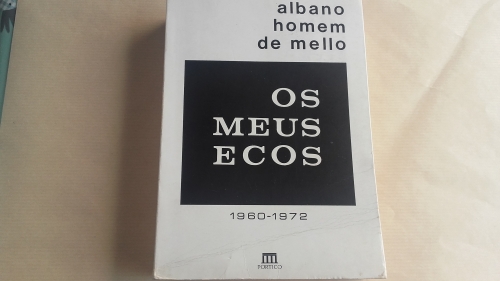 albano
homem
de mello
OS
MEUS
ECOS
1960-1972
PÓRTICO